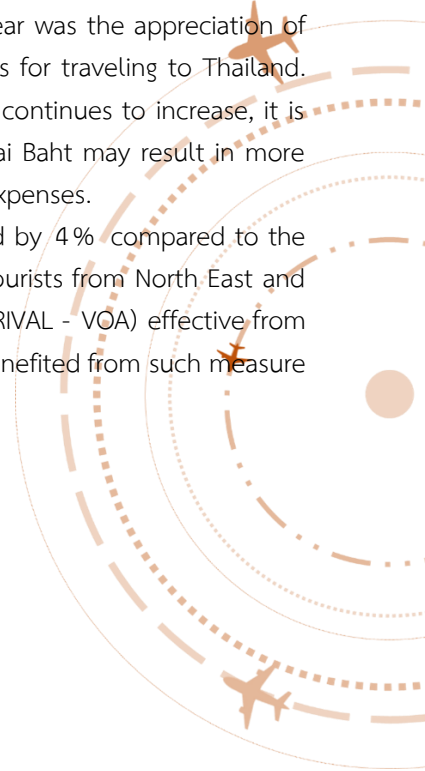 ear was the appreciation of
s for traveling to Thailand.
continues to increase, it is
ai Baht may result in more
xpenses.
d by 4% compared to the
ourists from North East and
RIVAL - VOA) effective from
nefited from such measure